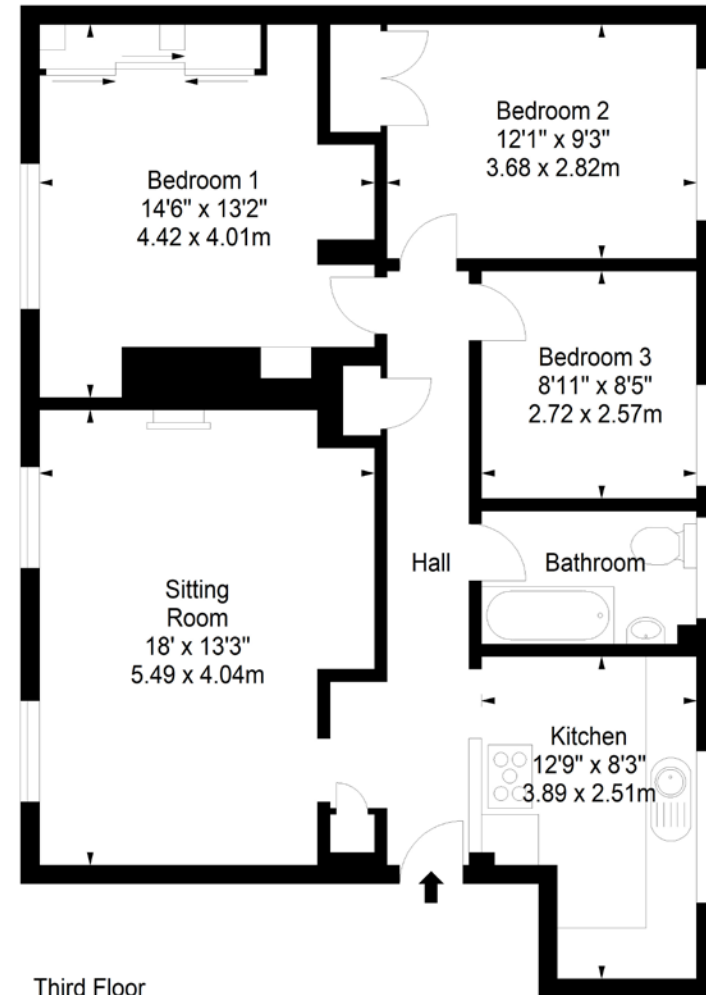 Bedroom 1
14'6" x 13'2"
4.42 x 4.01m
Bedroom 2
12'1" x 9'3"
3.68 x 2.82m
Bedroom 3
8'11" x 8'5"
2.72 x 2.57m
Hall
Bathroom
Sitting
Room
18' x 13'3"
5.49 x 4.04m
Kitchen
12'9" x 8'3"
3.89 x 2.51m
Third Floor